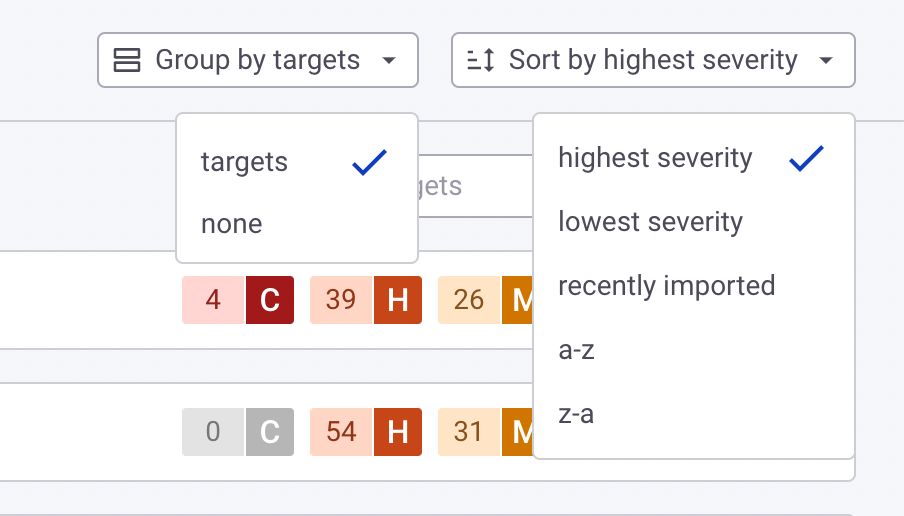 Group by targets
Sort by highest severity
targets
none
highest severity
lowest severity
recently imported
a-z
z-a
4 C 39 H 26 M
0 C 54 H 31 M